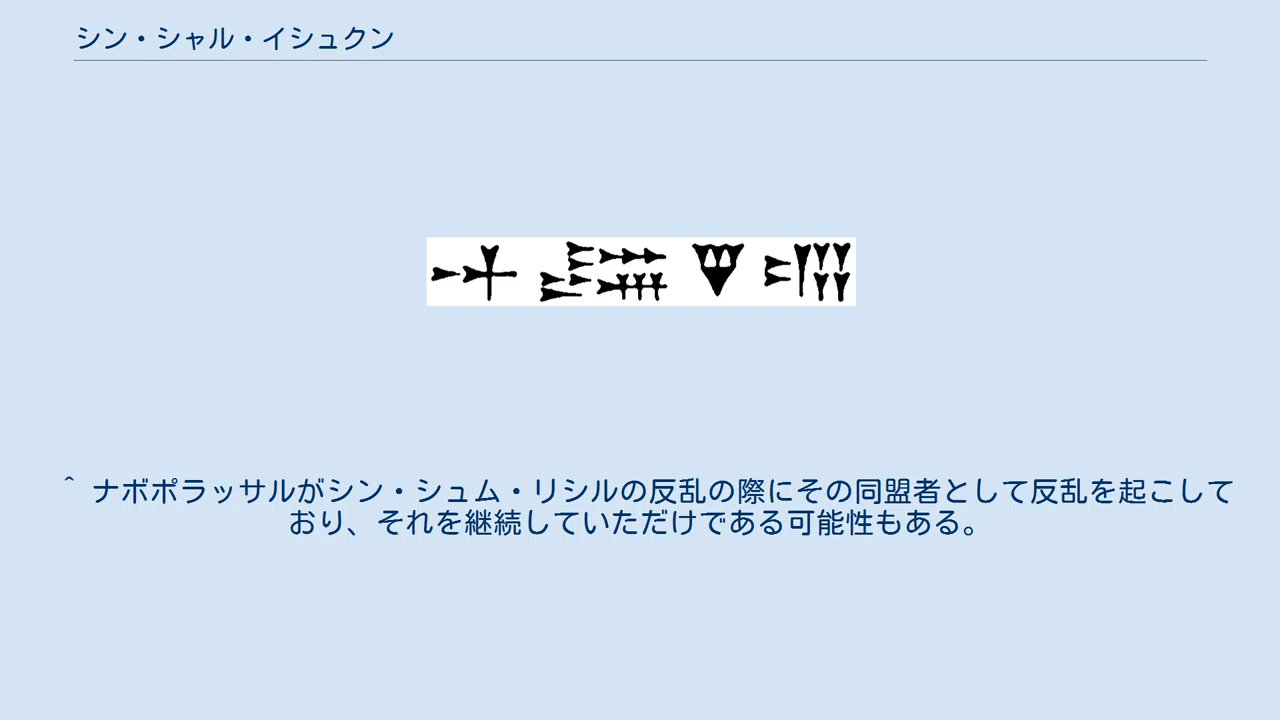 シン・シャル・イシュクン
^ ナボポラッサルがシン・シュム・リシルの反乱の際にその同盟者として反乱を起こして
おり、それを継続していただけである可能性もある。